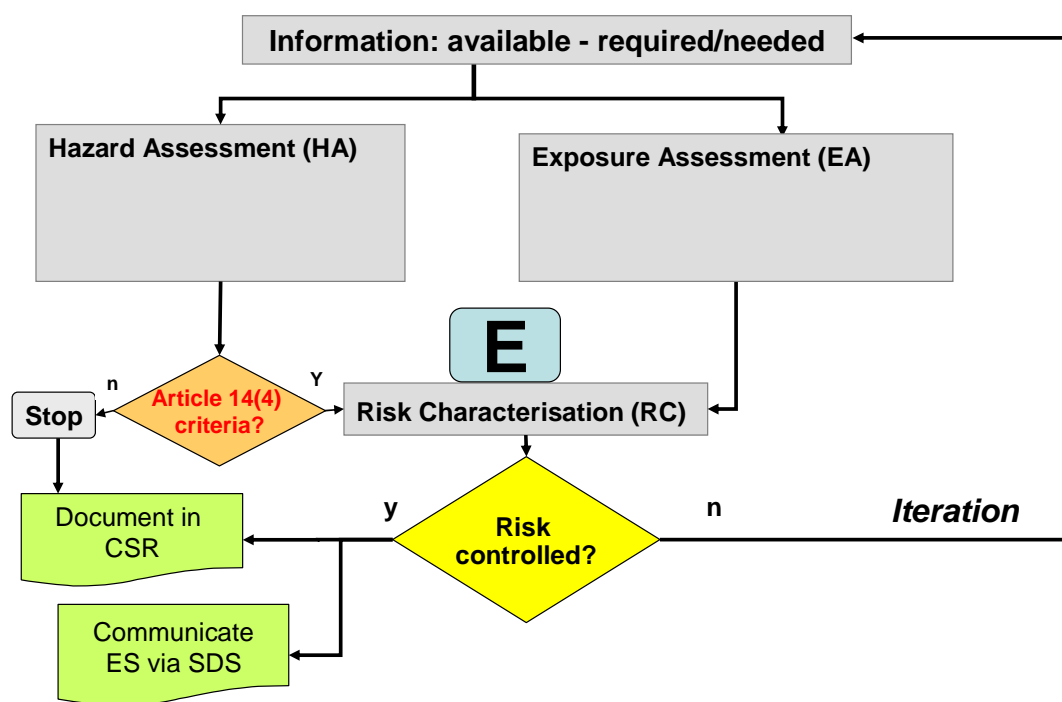 Information: available - required/needed
Hazard Assessment (HA)
Exposure Assessment (EA)
E
n
Article 14(4)
criteria?
Y
Stop
Risk Characterisation (RC)
Document in
CSR
y
Risk
controlled?
n
Iteration
Communicate
ES via SDS